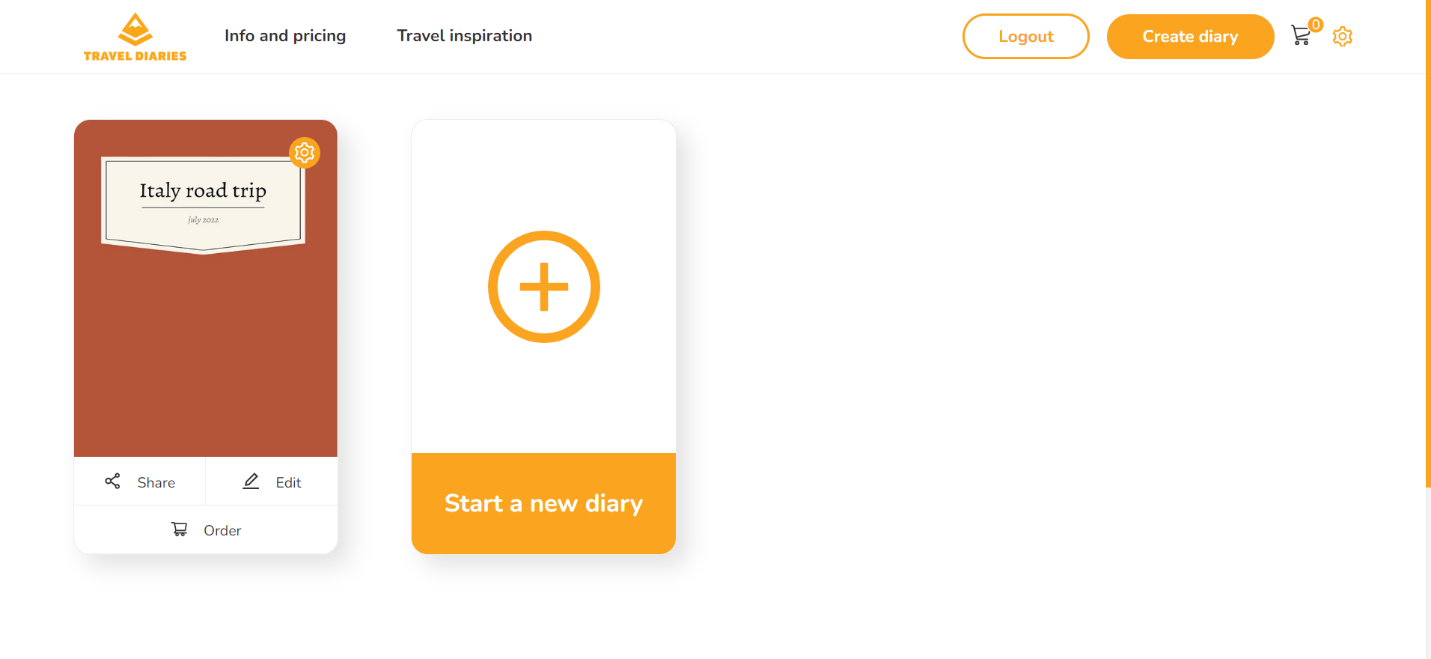 TRAVEL DIARIES
Info and pricing
Travel inspiration
Logout
Create diary
0
Italy road trip
July 2022
Share
Edit
Order
Start a new diary